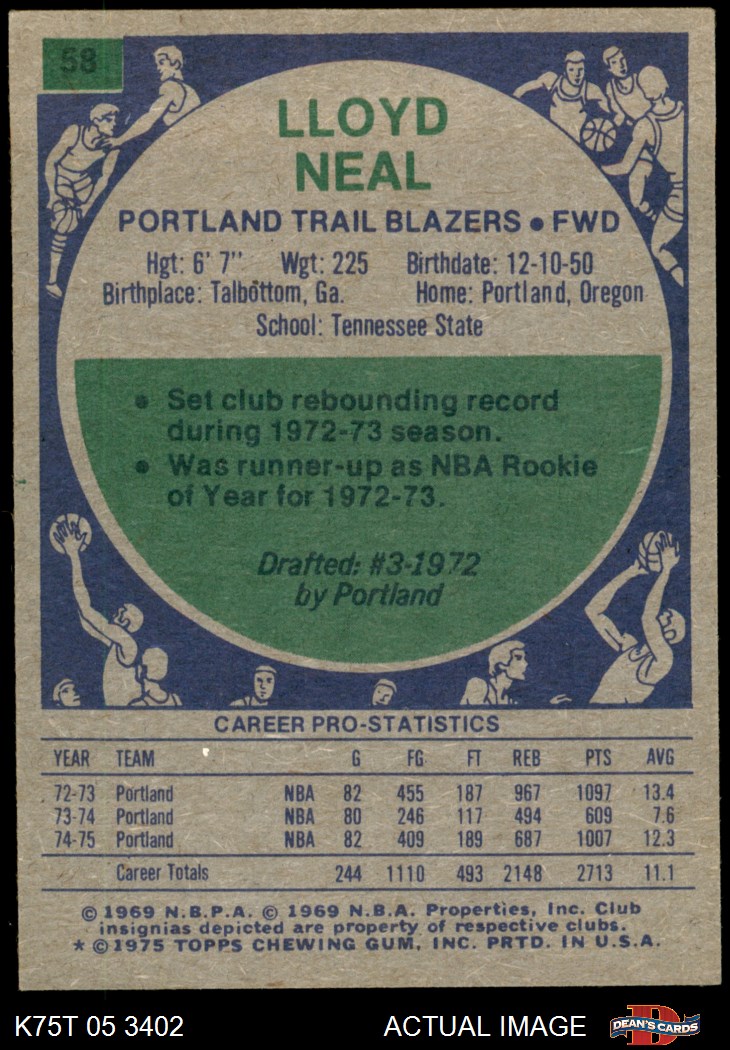 58
LLOYD
NEAL
PORTLAND TRAIL BLAZERS • FWD
Hgt: 6' 7" Wgt: 225 Birthdate: 12-10-50
Birthplace: Talbottom, Ga. Home: Portland, Oregon
School: Tennessee State
• Set club rebounding record
during 1972-73 season.
• Was runner-up as NBA Rookie
of Year for 1972-73.
Drafted: #3-1972
by Portland
CAREER PRO-STATISTICS
YEAR TEAM G FG FT REB PTS AVG
72-73 Portland NBA 82 455 187 967 1097 13.4
73-74 Portland NBA 80 246 117 494 609 7.6
74-75 Portland NBA 82 409 189 687 1007 12.3
Career Totals 244 1110 493 2148 2713 11.1
© 1969 N.B.P.A. © 1969 N.B.A. Properties, Inc. Club
insignias depicted are property of respective clubs.
* © 1975 TOPPS CHEWING GUM, INC. PRTD. IN U.S.A.
K75T 05 3402 ACTUAL IMAGE DEAN'S CARDS